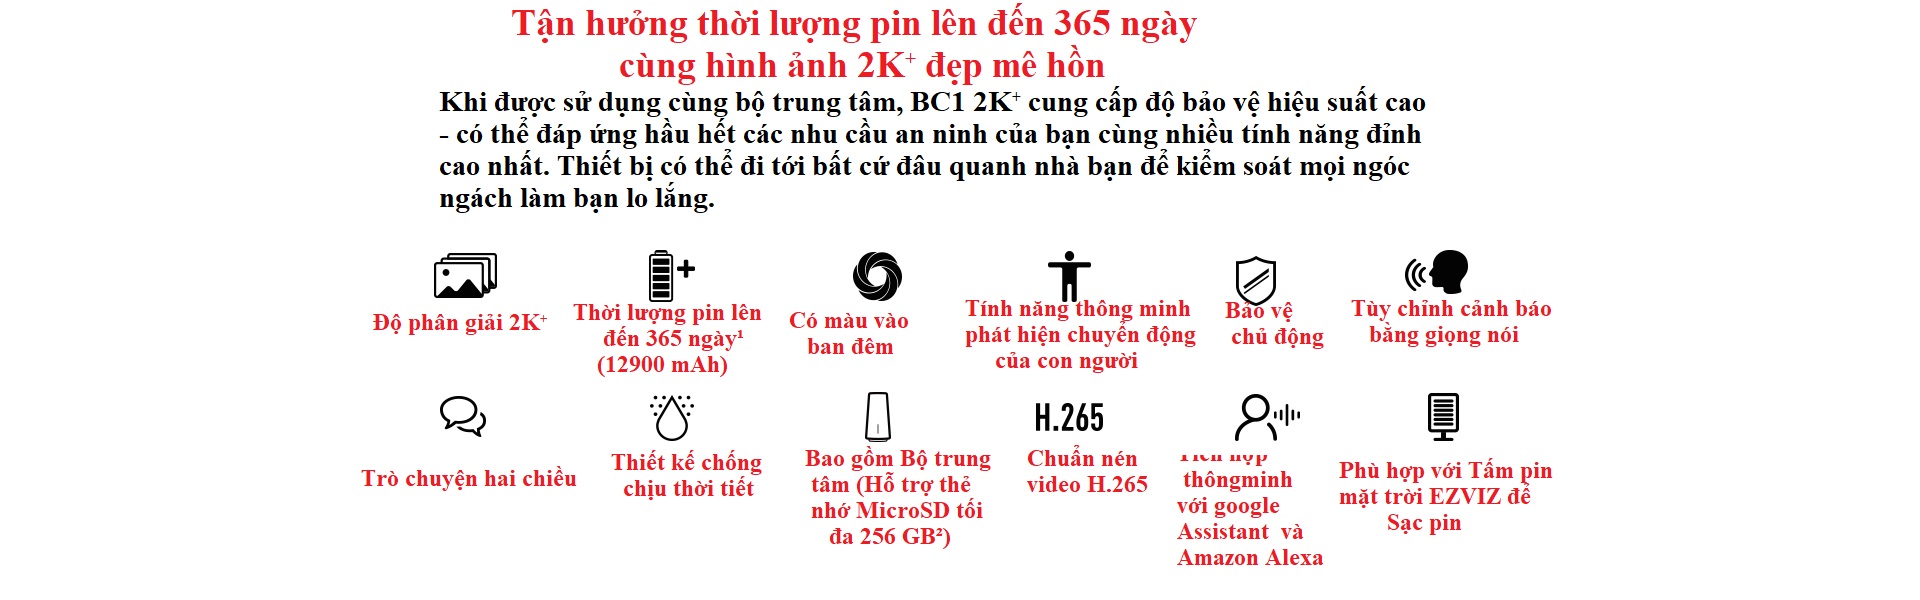 Tận hưởng thời lượng pin lên đến 365 ngày
cùng hình ảnh 2K⁺ đẹp mê hồn
Khi được sử dụng cùng bộ trung tâm, BC1 2K⁺ cung cấp độ bảo vệ hiệu suất cao
- có thể đáp ứng hầu hết các nhu cầu an ninh của bạn cùng nhiều tính năng đỉnh
cao nhất. Thiết bị có thể đi tới bất cứ đâu quanh nhà bạn để kiểm soát mọi ngóc
ngách làm bạn lo lắng.
Độ phân giải 2K⁺
Thời lượng pin lên
đến 365 ngày¹
(12900 mAh)
Có màu vào
ban đêm
Tính năng thông minh
phát hiện chuyển động
của con người
Bảo vệ
chủ động
Tùy chỉnh cảnh báo
bằng giọng nói
Trò chuyện hai chiều
Thiết kế chống
chịu thời tiết
Bao gồm Bộ trung
tâm (Hỗ trợ thẻ
nhớ MicroSD tối
đa 256 GB²)
H.265
Chuẩn nén
video H.265
thôngminh
với google
Assistant và
Amazon Alexa
Phù hợp với Tấm pin
mặt trời EZVIZ để
Sạc pin